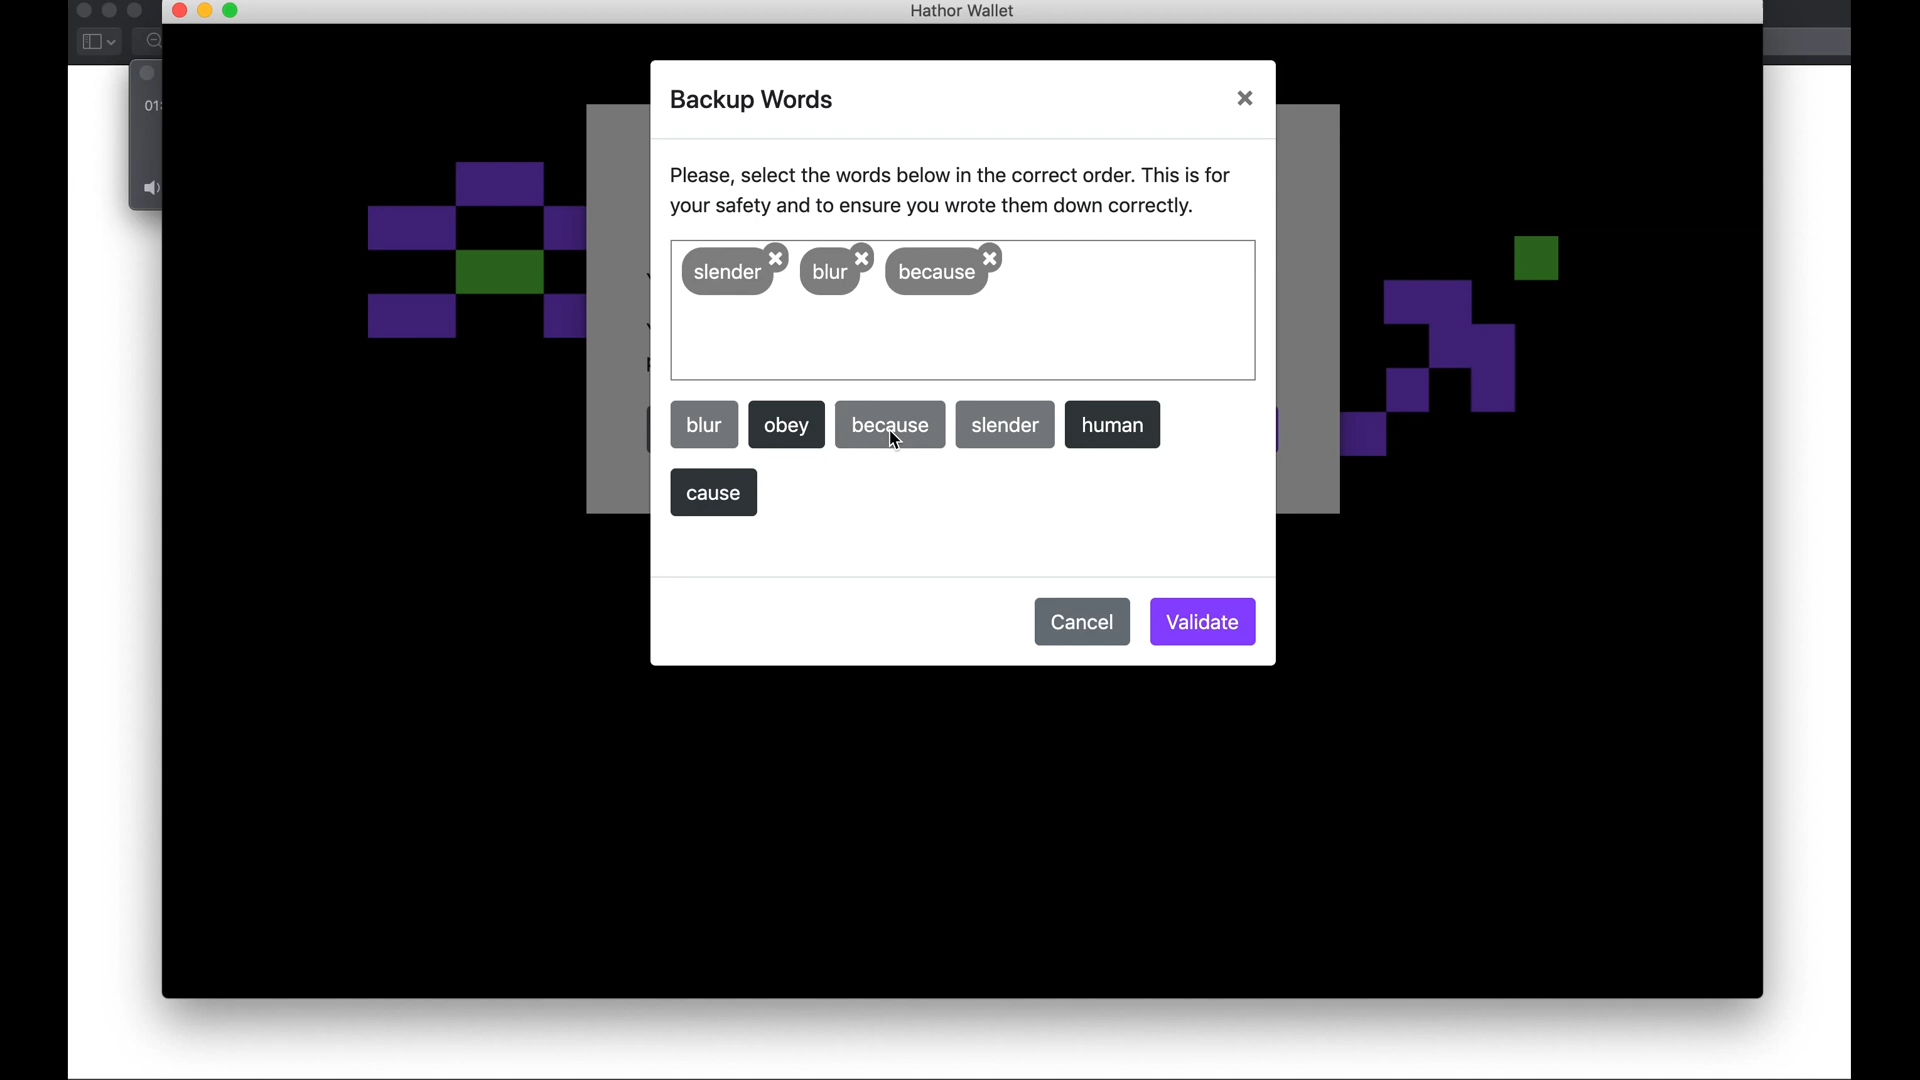 Hathor Wallet
01:
Backup Words
Please, select the words below in the correct order. This is for
your safety and to ensure you wrote them down correctly.
slender blur because
blur obey because slender human
cause
Cancel Validate